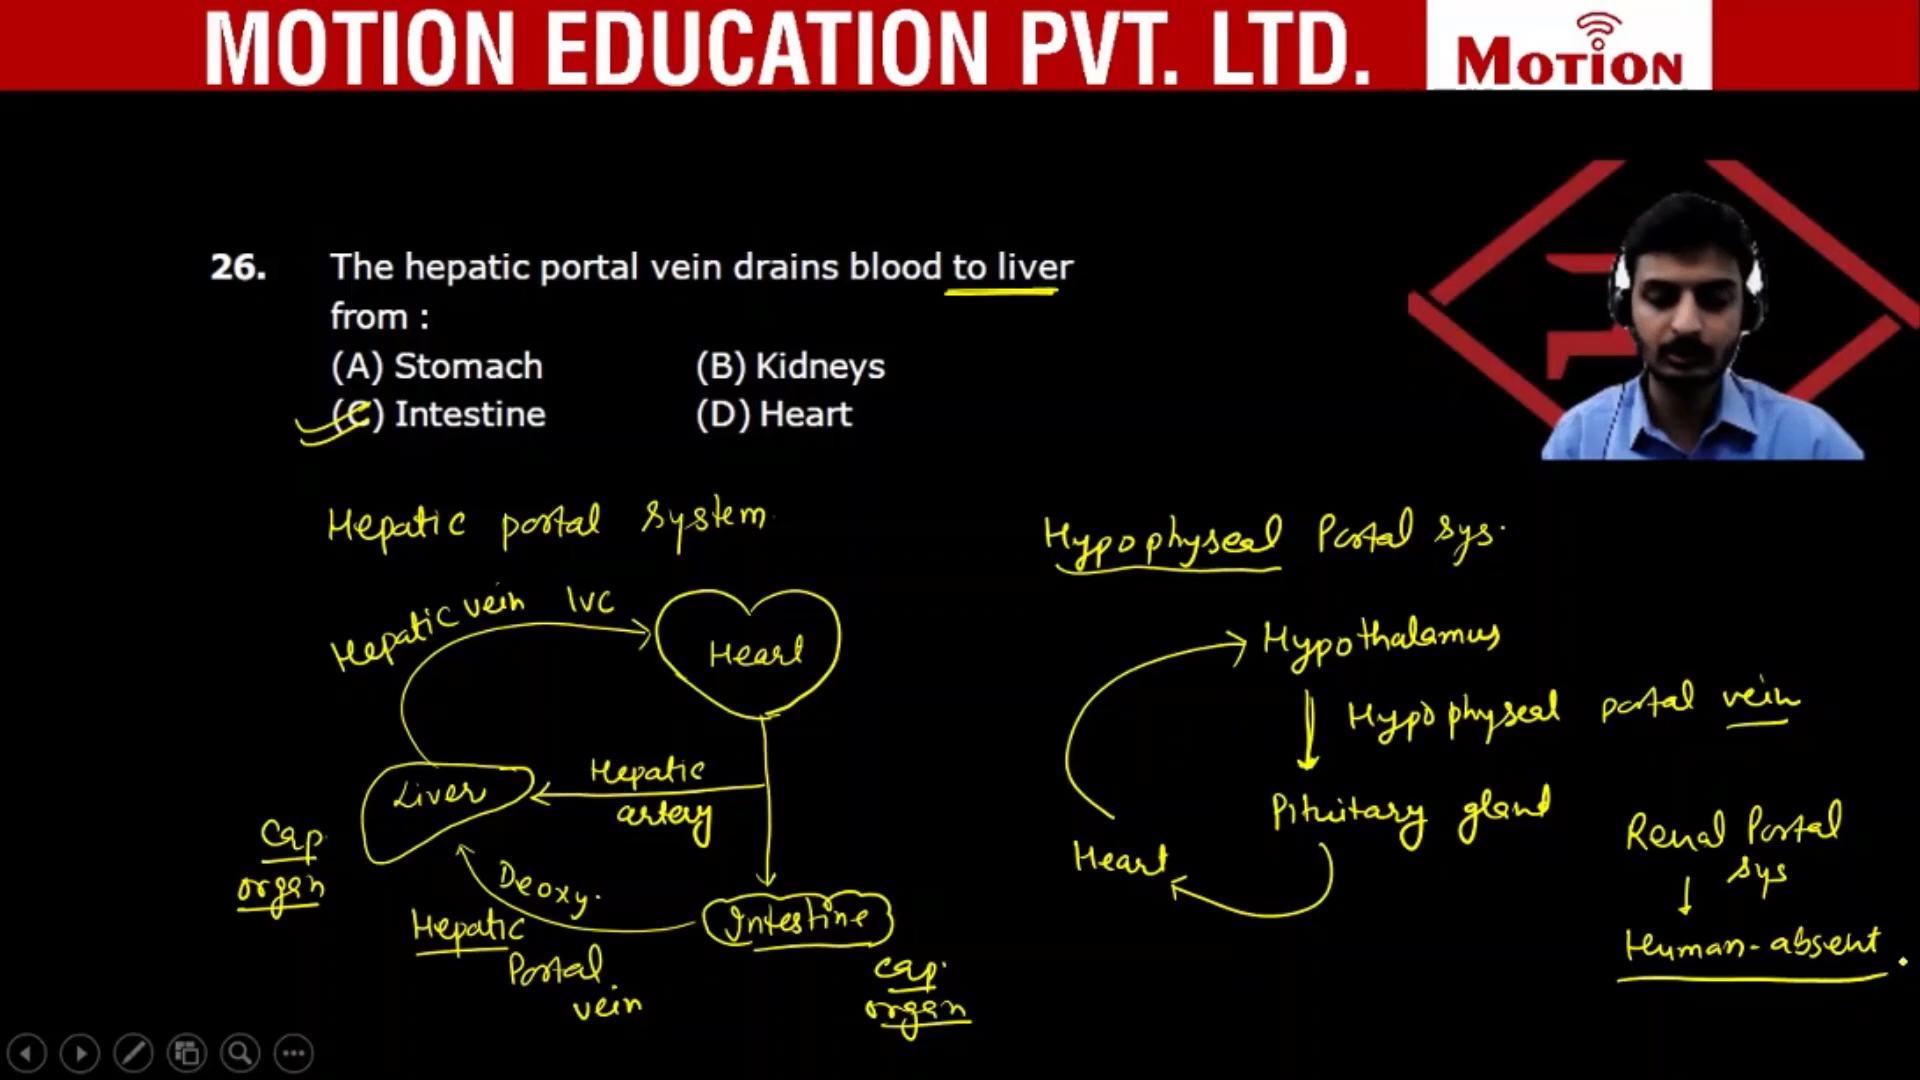 MOTION EDUCATION PVT. LTD.
MOTION
26. The hepatic portal vein drains blood to liver
from :
(A) Stomach (B) Kidneys
(C) Intestine (D) Heart
Hepatic portal system
Hypophyseal Portal sys.
Hepatic vein IVC
Heart
Hypothalamus
Hypophyseal portal vein
Liver
Hepatic
artery
Pituitary gland
Renal Portal
sys
Cap.
organ
Heart
Deoxy.
Hepatic
Portal
vein
Intestine
Human-absent.
Cap.
organ